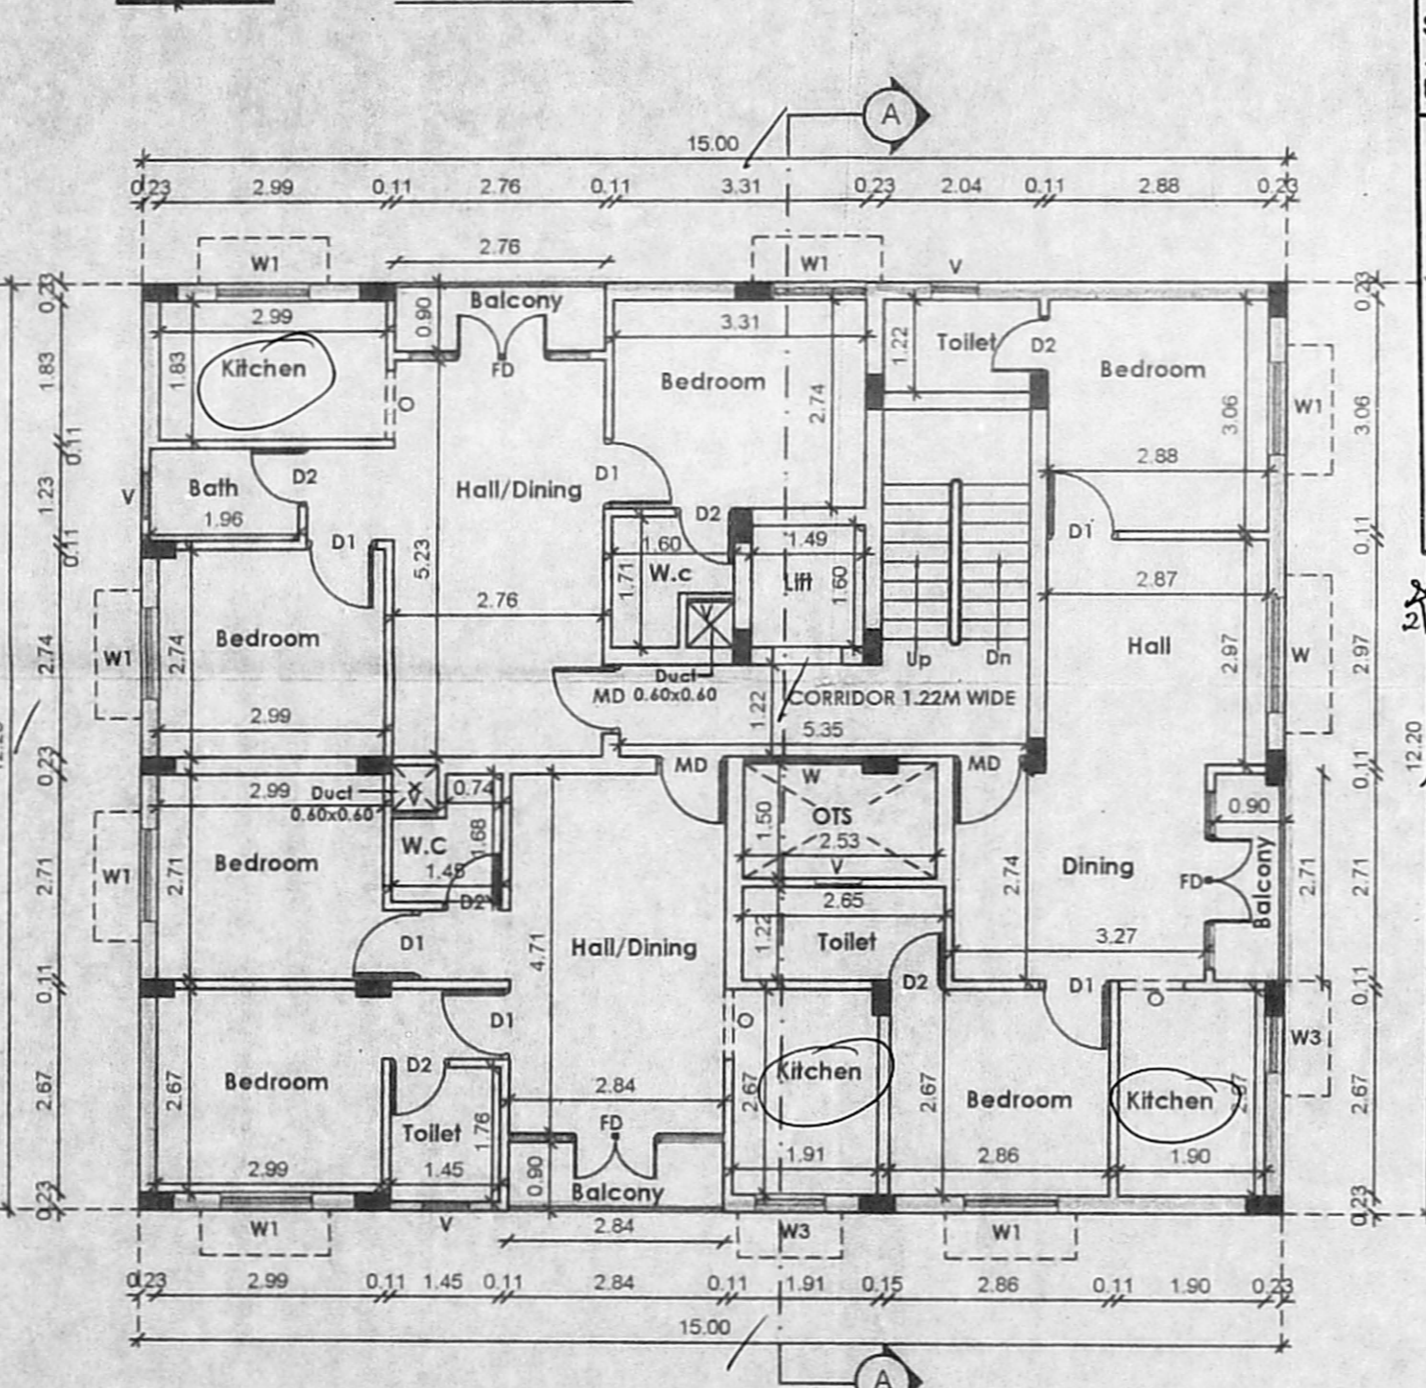 A
15.00
0.23 2.99 0.11 2.76 0.11 3.31 0.23 2.04 0.11 2.88 0.23
W1 2.76 W1 V
0.23 0.90 Balcony 0.23
2.99 3.31 1.22 Toilet D2
1.83 1.83 Kitchen FD Bedroom Bedroom W1
O 2.74 3.06 3.06
0.11 D1 2.88
V Bath D2 Hall/Dining
1.23 1.96 D2 D1
0.11 D1 1.60 1.49 0.11
5.23 1.71 W.c Lift 1.60 2.87
2.76
W1 2.74 2.74 Bedroom V Up Dn Hall 2.97 W 2.97
Duct
MD 0.60x0.60 1.22 CORRIDOR 1.22M WIDE
2.99 5.35 12.20
0.23 MD W MD 0.11
2.99 Duct V 0.74
0.60x0.60 1.50 OTS 0.90
W.C 1.68 2.53
W1 2.71 2.71 Bedroom 1.45 V 2.74 Dining FD Balcony 2.71 2.71
D2 2.65
D1 4.71 Hall/Dining 1.22 Toilet 3.27
0.11 D2 D1 0.11
D1 O O W3
D2
2.67 2.67 Bedroom 2.84 2.67 Kitchen 2.67 Bedroom Kitchen 2.67
Toilet 1.76 FD
2.99 1.45 0.90 1.91 2.86 1.90
0.23 Balcony 0.23
W1 V 2.84 W3 W1
0.23 2.99 0.11 1.45 0.11 2.84 0.11 1.91 0.15 2.86 0.11 1.90 0.23
15.00
A